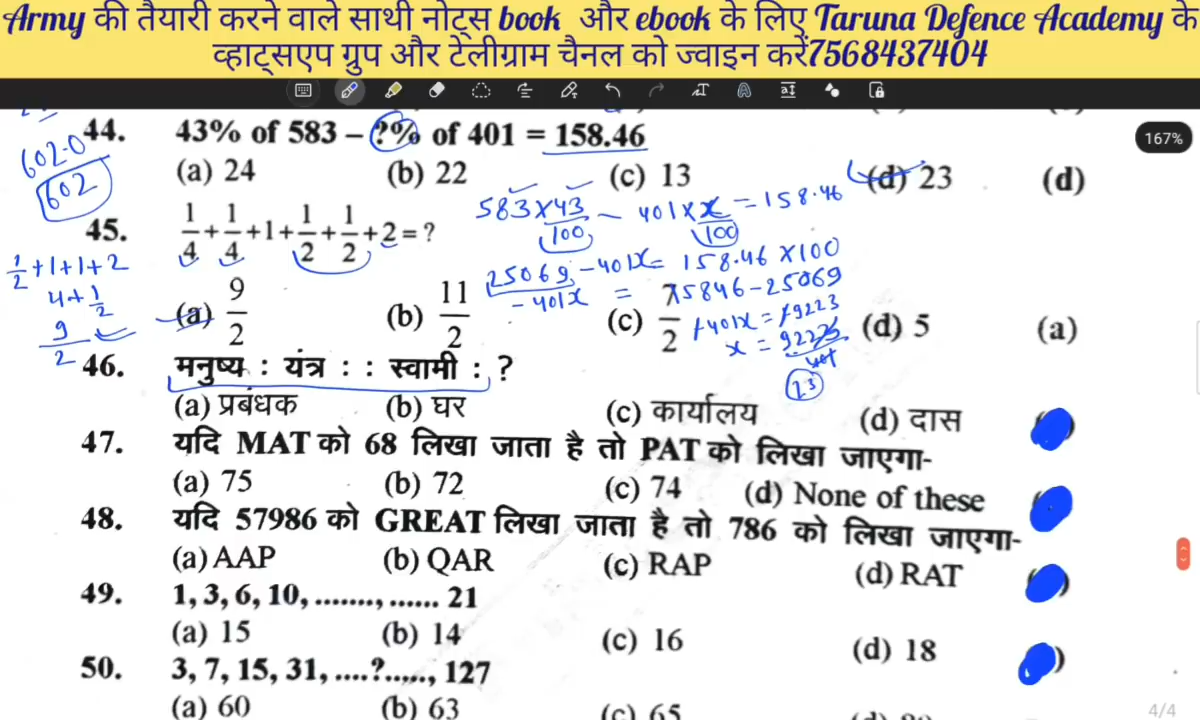 Army की तैयारी करने वाले साथी नोट्स book और ebook के लिए Taruna Defence Academy के
व्हाट्सएप ग्रुप और टेलीग्राम चैनल को ज्वाइन करें7568437404
167%
602.0
602
44. 43% of 583 – ?% of 401 = 158.46
(a) 24 (b) 22 (c) 13 (d) 23 (d)
583 × 43/100 – 401 × x/100 = 158.46
45. 1/4 + 1/4 + 1 + 1/2 + 1/2 + 2 = ?
25069 – 401x = 158.46 × 100
– 401x = 15846 – 25069
1/2 + 1 + 1 + 2
4 + 1/2
9/2
(a) 9/2 (b) 11/2 (c) 7/2 (d) 5 (a)
23
46. मनुष्य : यंत्र : : स्वामी : ?
(a) प्रबंधक (b) घर (c) कार्यालय (d) दास
47. यदि MAT को 68 लिखा जाता है तो PAT को लिखा जाएगा-
(a) 75 (b) 72 (c) 74 (d) None of these
48. यदि 57986 को GREAT लिखा जाता है तो 786 को लिखा जाएगा-
(a) AAP (b) QAR (c) RAP (d) RAT
49. 1, 3, 6, 10, ........, ...... 21
(a) 15 (b) 14 (c) 16 (d) 18
50. 3, 7, 15, 31, ....?....., 127
(a) 60 (b) 63 (c) 65
4/4